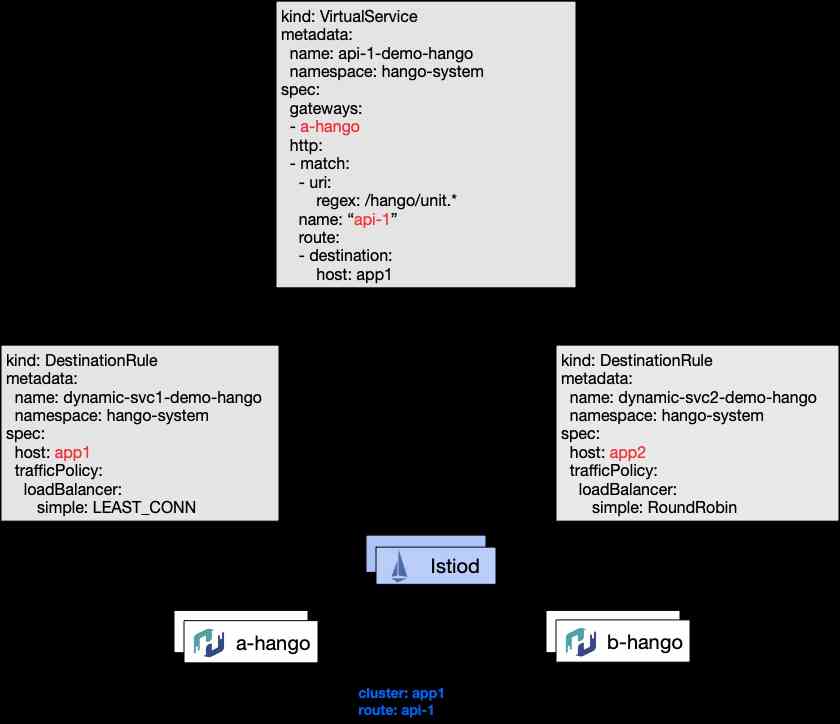 kind: VirtualService
metadata:
name: api-1-demo-hango
namespace: hango-system
spec:
gateways:
- a-hango
http:
- match:
- uri:
regex: /hango/unit.*
name: “api-1”
route:
- destination:
host: app1
kind: DestinationRule
metadata:
name: dynamic-svc1-demo-hango
namespace: hango-system
spec:
host: app1
trafficPolicy:
loadBalancer:
simple: LEAST_CONN
kind: DestinationRule
metadata:
name: dynamic-svc2-demo-hango
namespace: hango-system
spec:
host: app2
trafficPolicy:
loadBalancer:
simple: RoundRobin
Istiod
a-hango
b-hango
cluster: app1
route: api-1